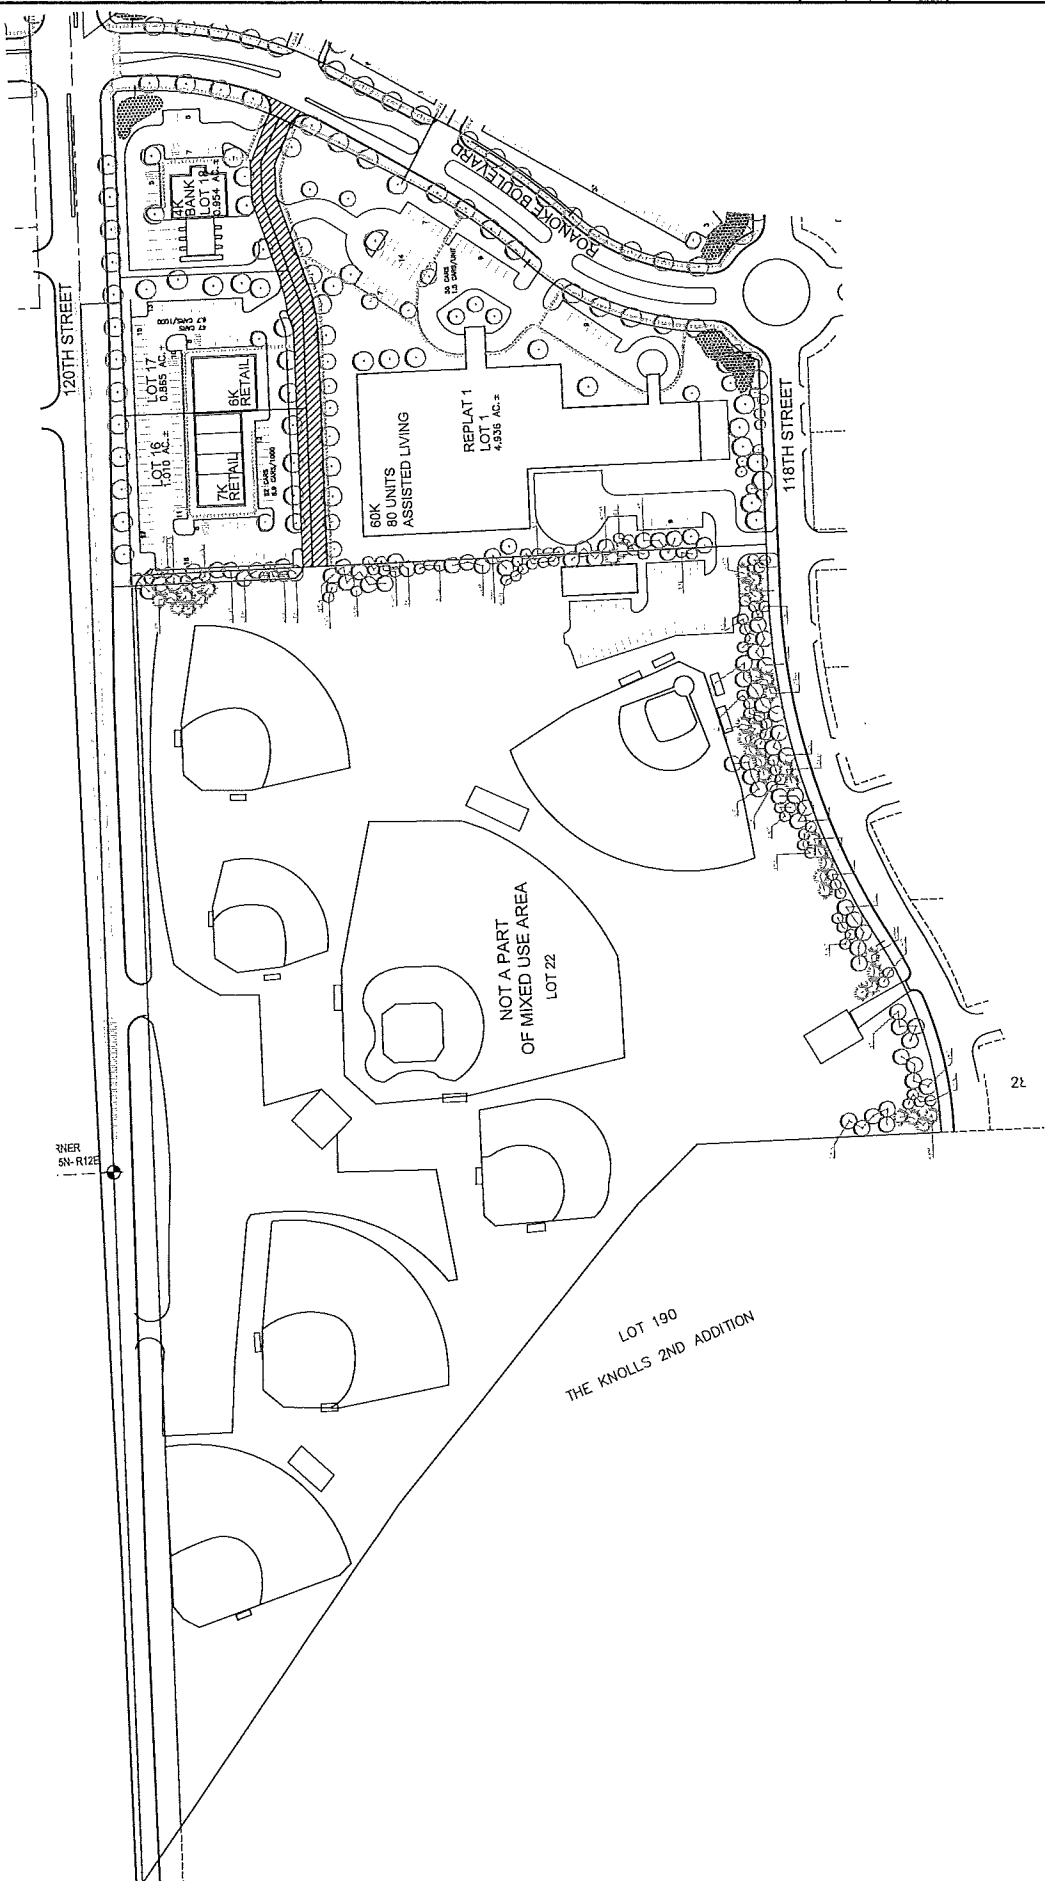 120TH STREET
4K
BANK
LOT 18
0.954 AC.±
ROANOKE BOULEVARD
LOT 17
0.865 AC.±
6K
RETAIL
LOT 16
1.010 AC.±
7K
RETAIL
60K
80 UNITS
ASSISTED LIVING
REPLAT 1
LOT 1
4.936 AC.±
118TH STREET
NOT A PART
OF MIXED USE AREA
LOT 22
RNER
5N-R12E
LOT 190
THE KNOLLS 2ND ADDITION